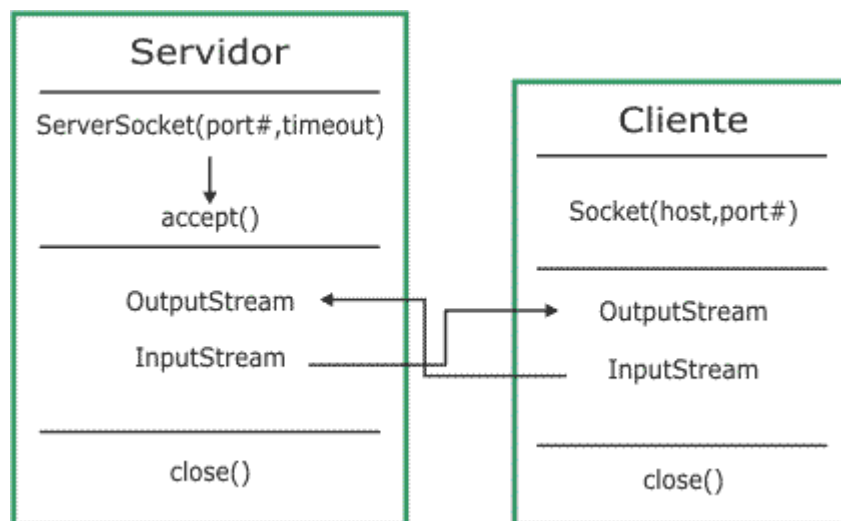 Servidor
ServerSocket(port#,timeout)
accept()
OutputStream
InputStream
close()
Cliente
Socket(host,port#)
OutputStream
InputStream
close()